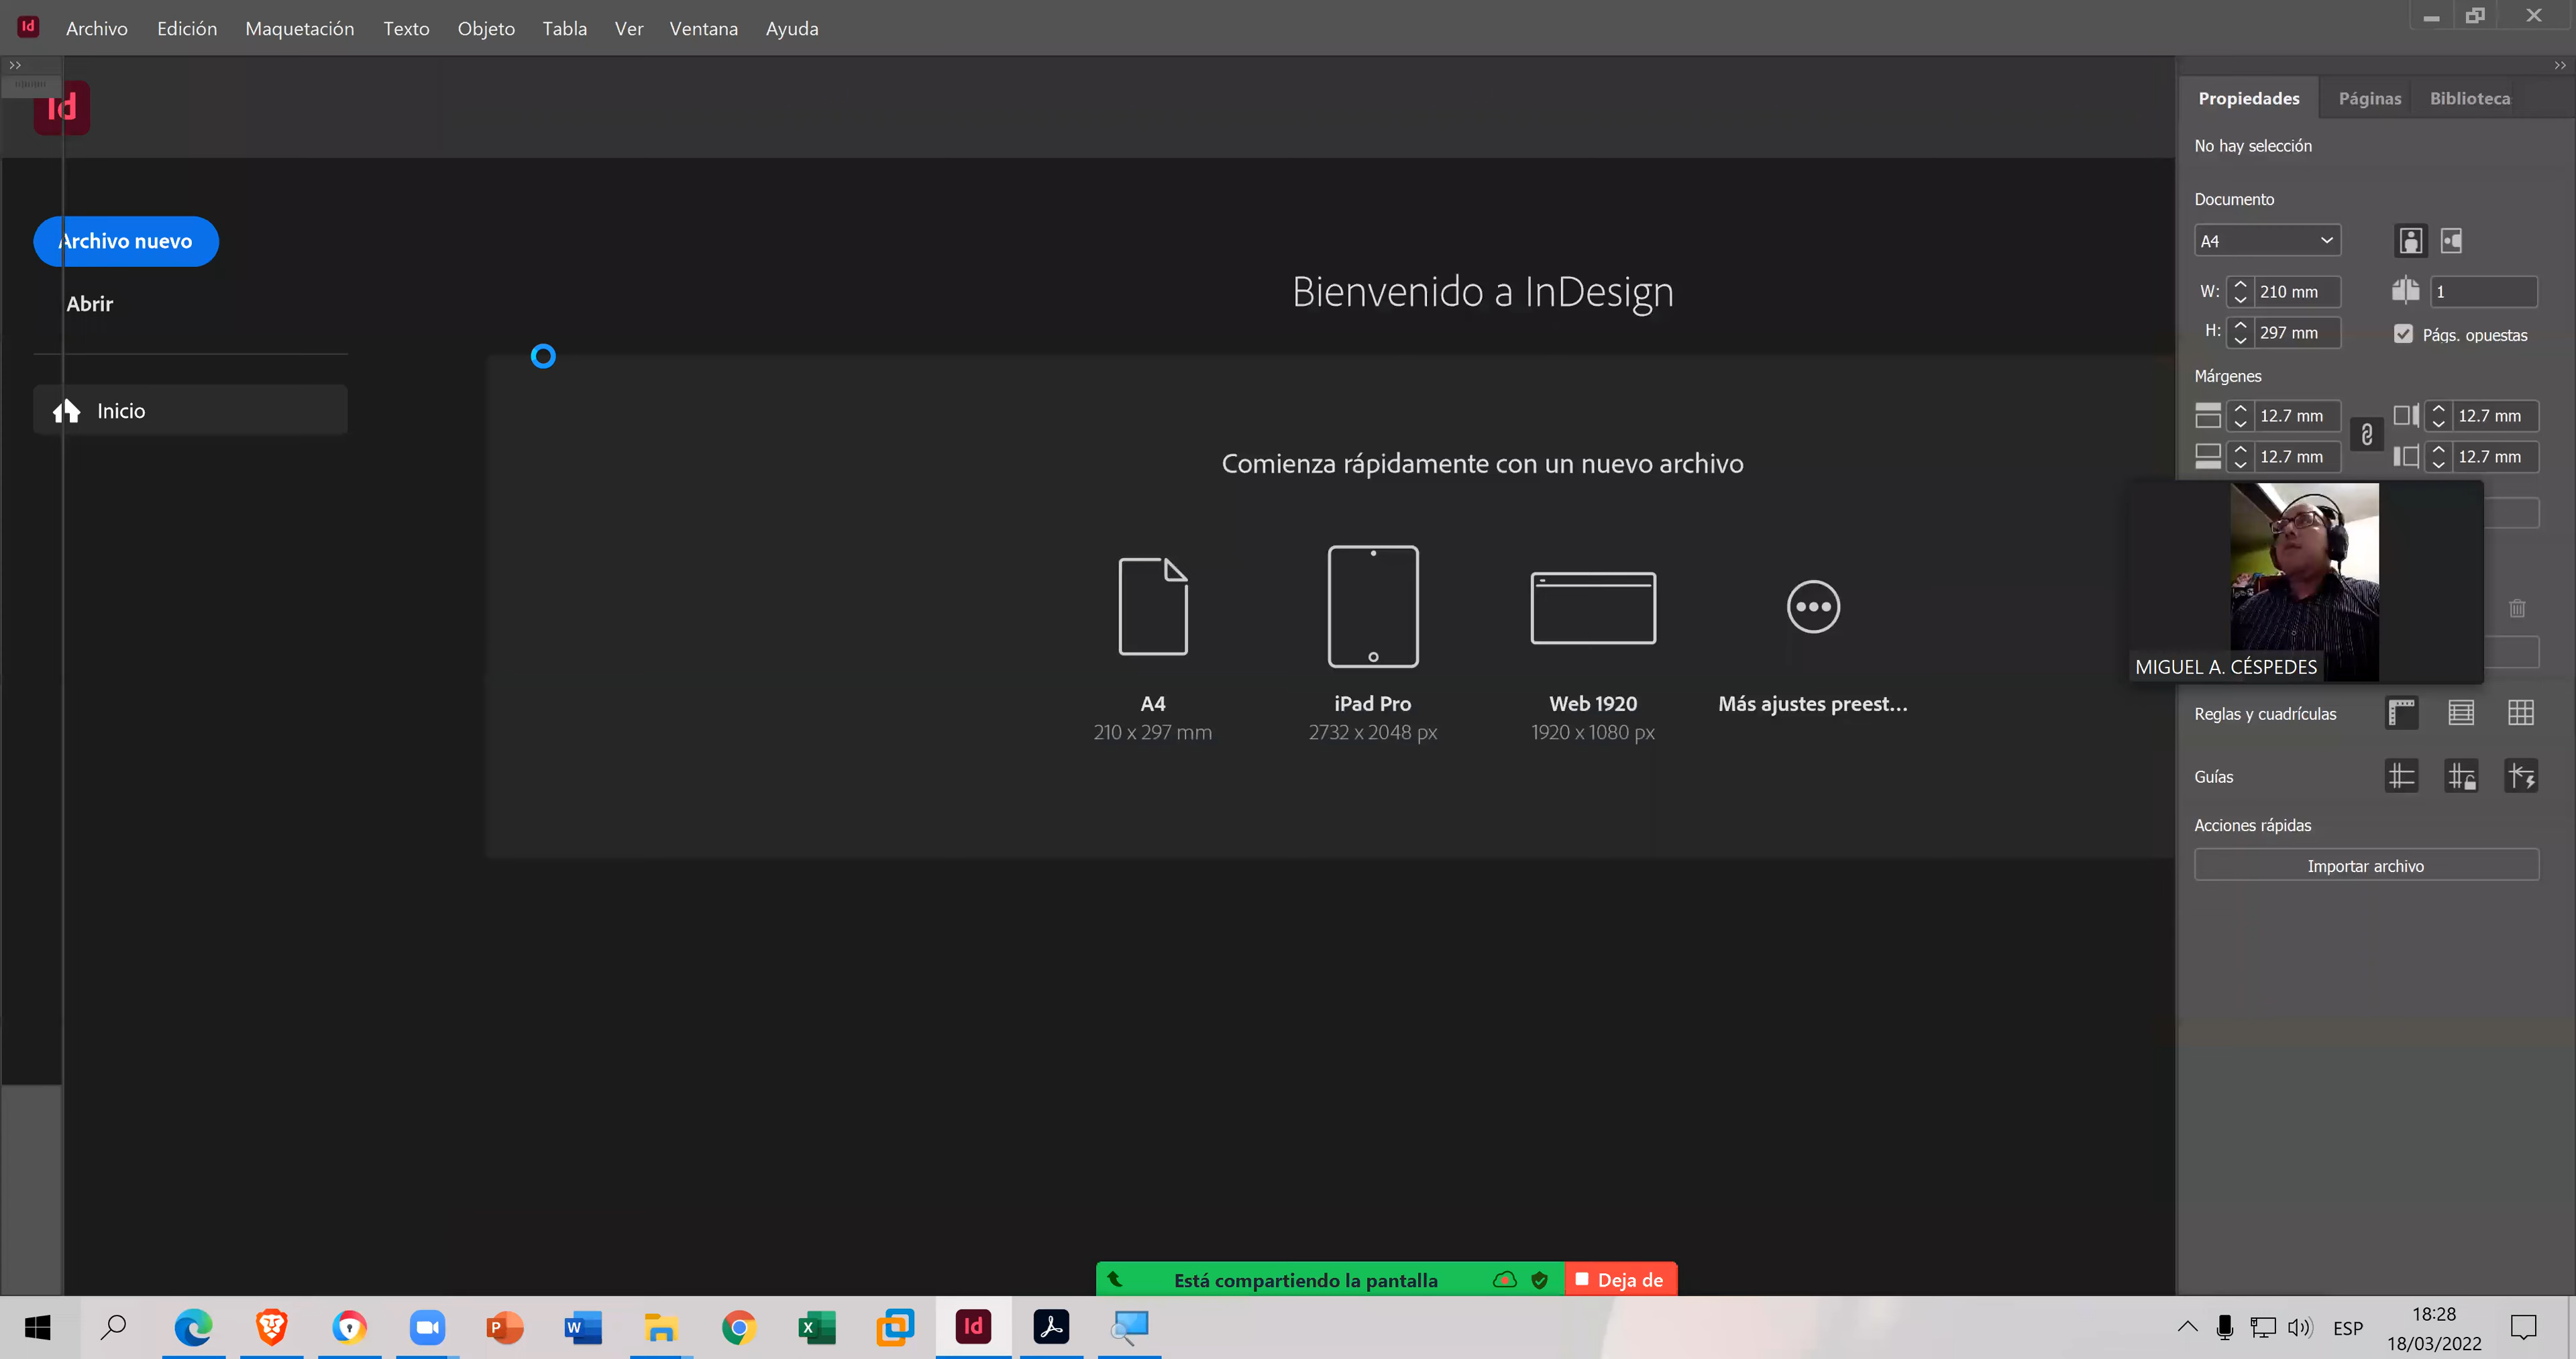 Id Archivo Edición Maquetación Texto Objeto Tabla Ver Ventana Ayuda
Id
Archivo nuevo
Abrir
Inicio
Bienvenido a InDesign
Comienza rápidamente con un nuevo archivo
A4
210 x 297 mm
iPad Pro
2732 x 2048 px
Web 1920
1920 x 1080 px
Más ajustes preest...
Propiedades Páginas Biblioteca
No hay selección
Documento
A4
W: 210 mm 1
H: 297 mm Págs. opuestas
Márgenes
12.7 mm 12.7 mm
12.7 mm 12.7 mm
MIGUEL A. CÉSPEDES
Reglas y cuadrículas
Guías
Acciones rápidas
Importar archivo
Está compartiendo la pantalla Deja de
P W X Id ESP 18:28
18/03/2022